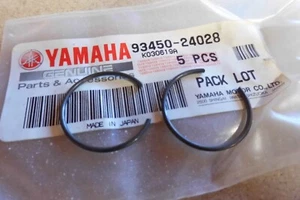 YAMAHA 93450-24028
K030619A
GENUINE 5 PCS
Parts & Accessories
PACK LOT
MADE IN JAPAN
YAMAHA MOTOR CO., LTD.